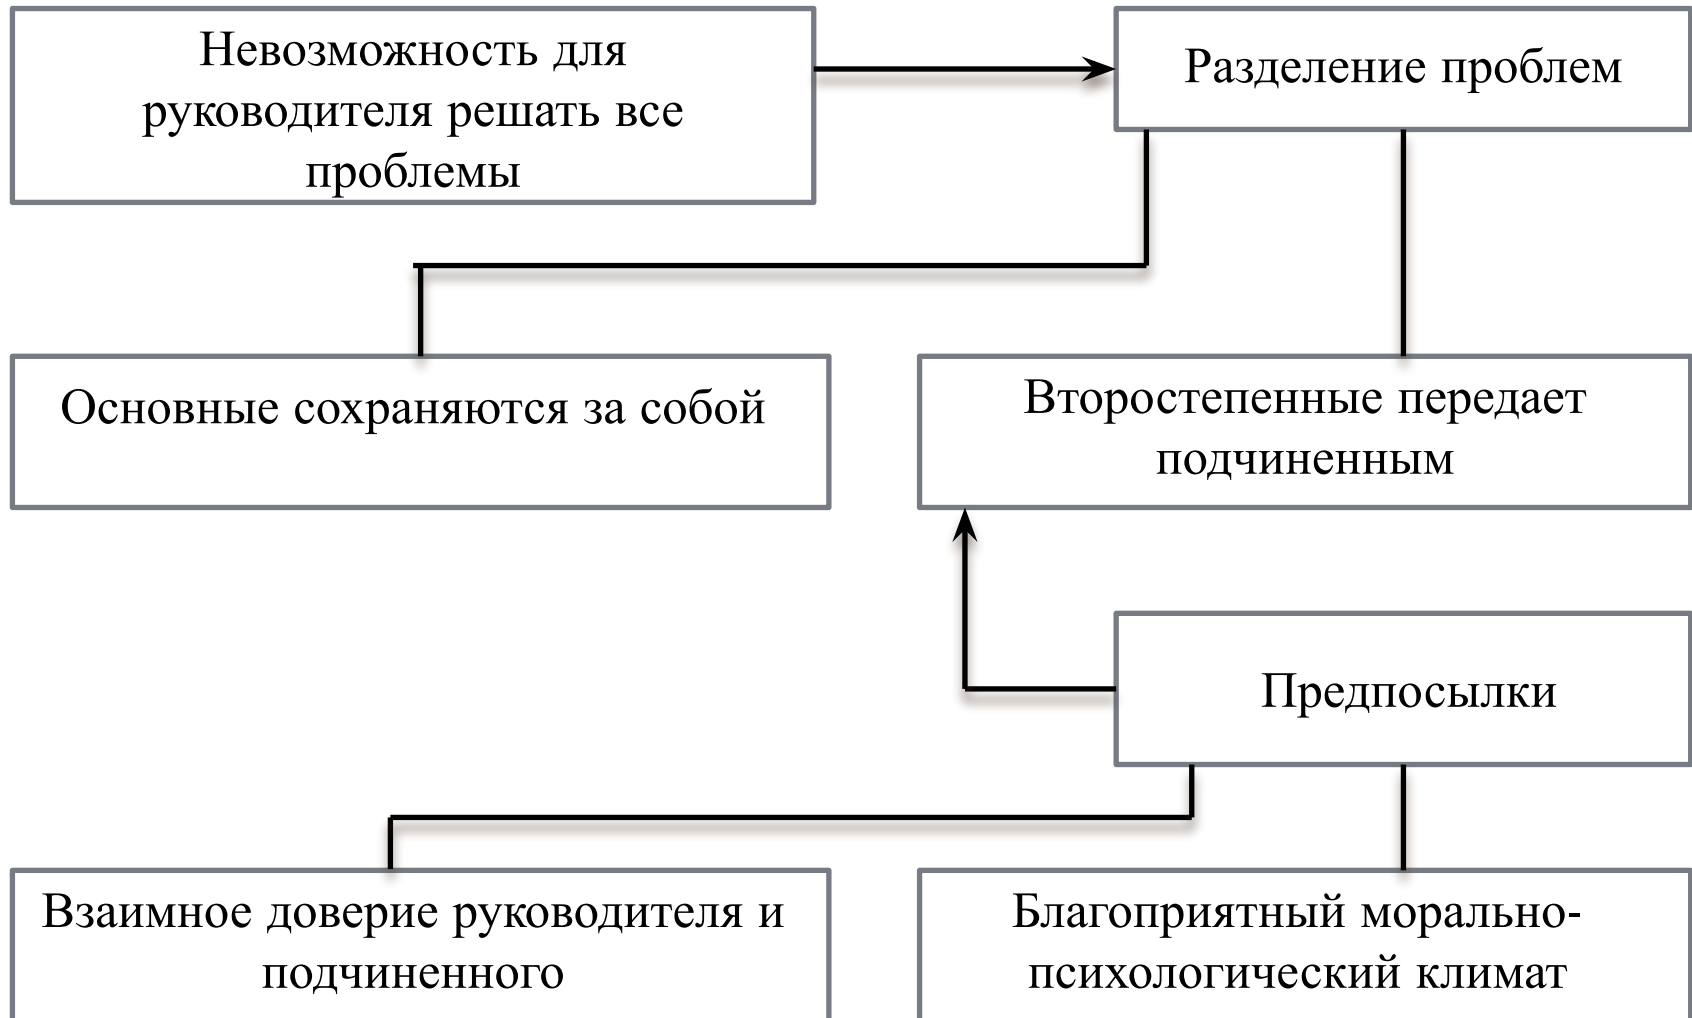 Невозможность для
руководителя решать все
проблемы
Разделение проблем
Основные сохраняются за собой
Второстепенные передает
подчиненным
Предпосылки
Взаимное доверие руководителя и
подчиненного
Благоприятный морально-
психологический климат